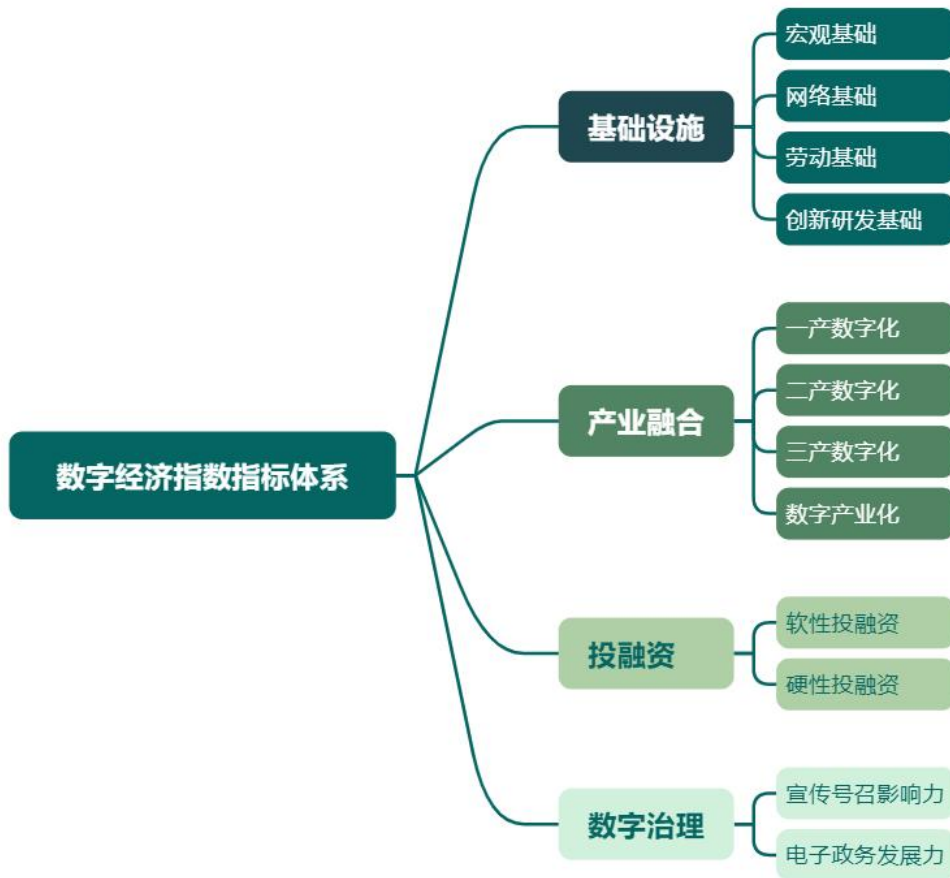 数字经济指数指标体系
基础设施
宏观基础
网络基础
劳动基础
创新研发基础
产业融合
一产数字化
二产数字化
三产数字化
数字产业化
投融资
软性投融资
硬性投融资
数字治理
宣传号召影响力
电子政务发展力